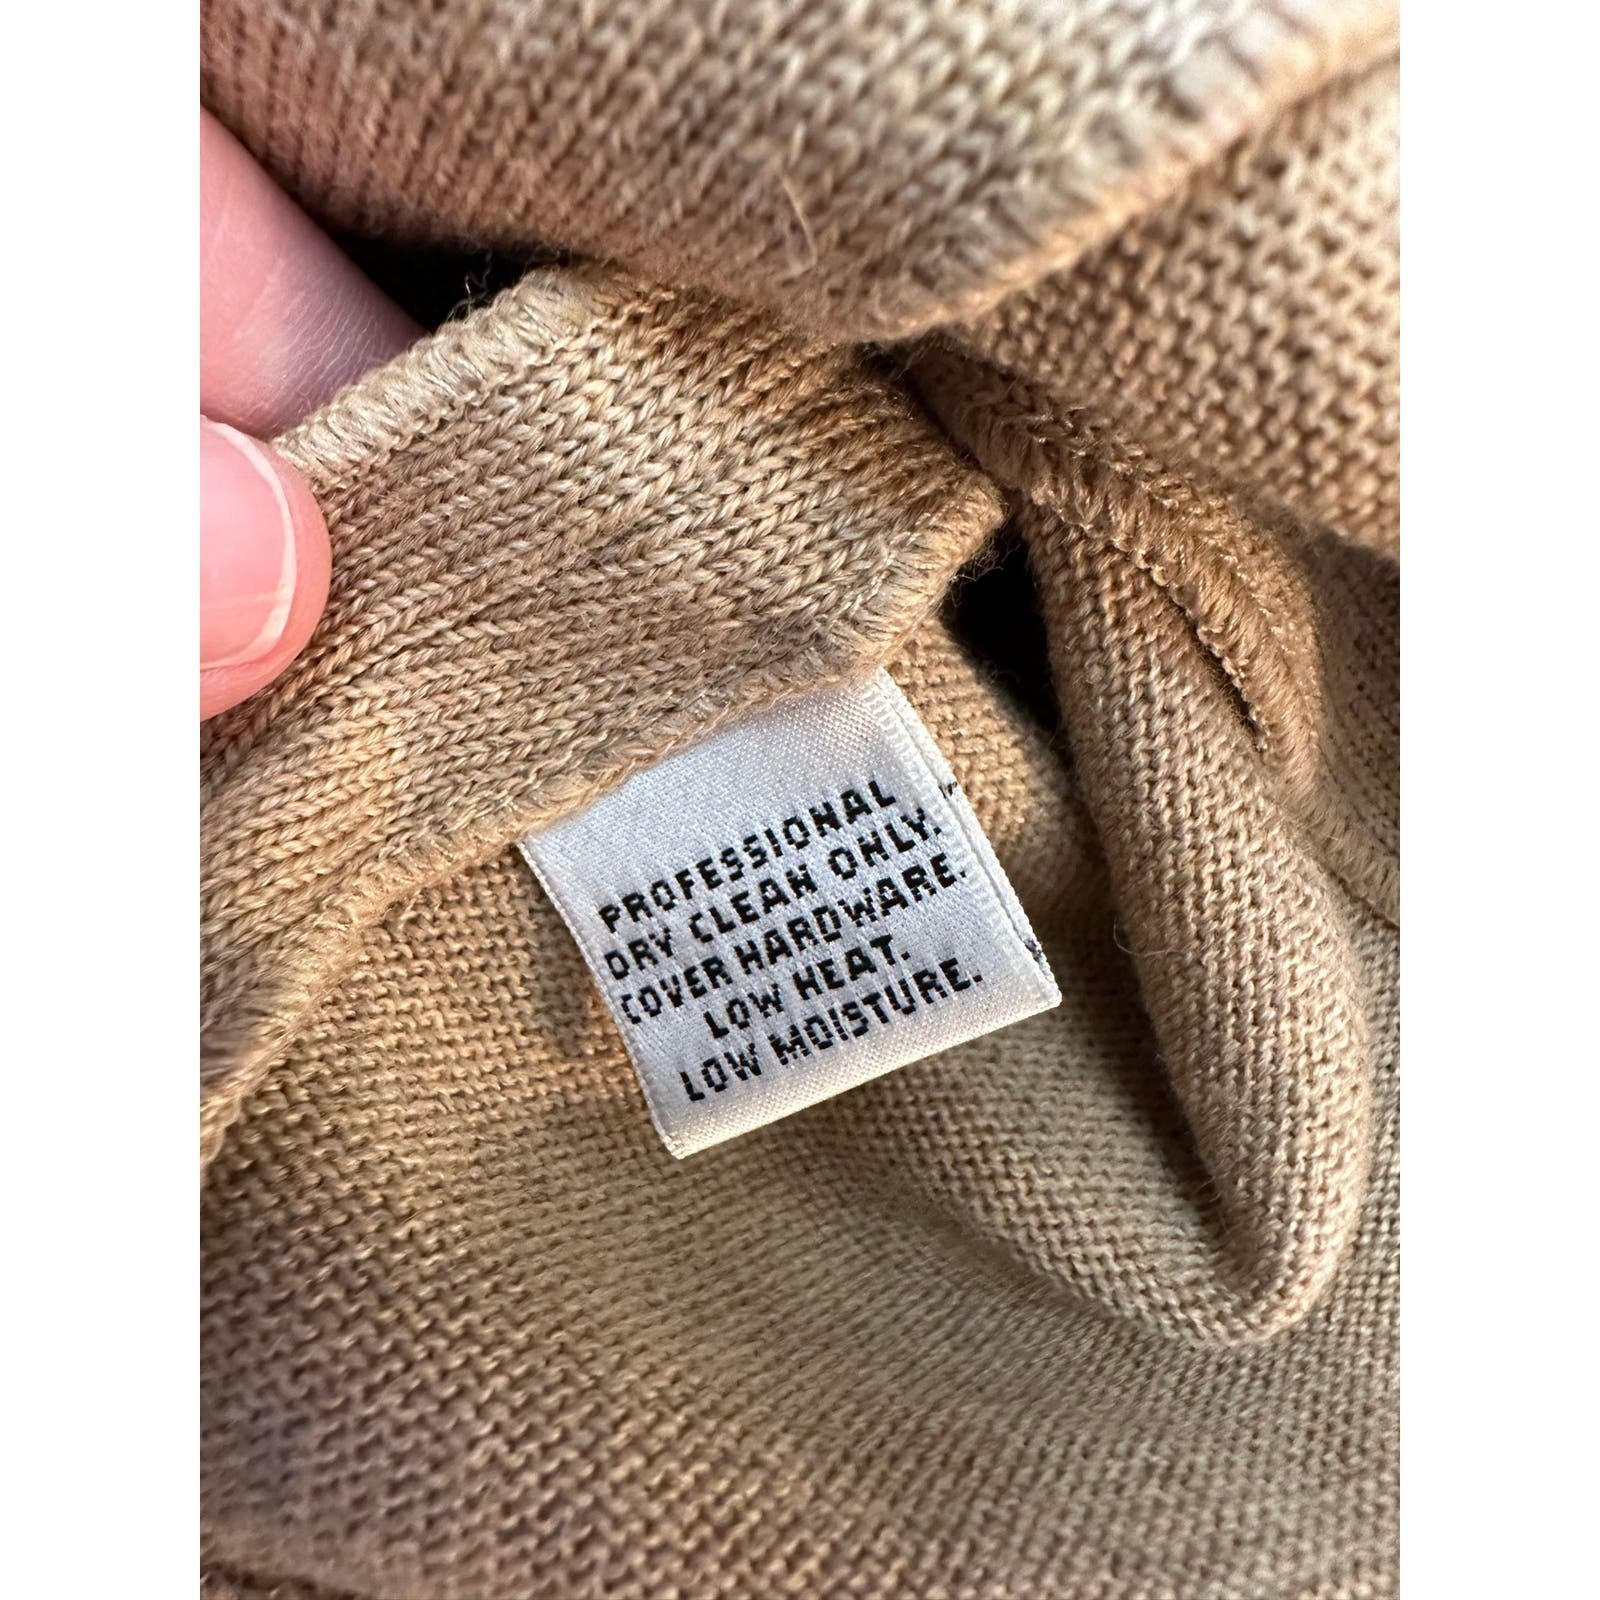 PROFESSIONAL
DRY CLEAN ONLY.
COVER HARDWARE.
LOW HEAT.
LOW MOISTURE.